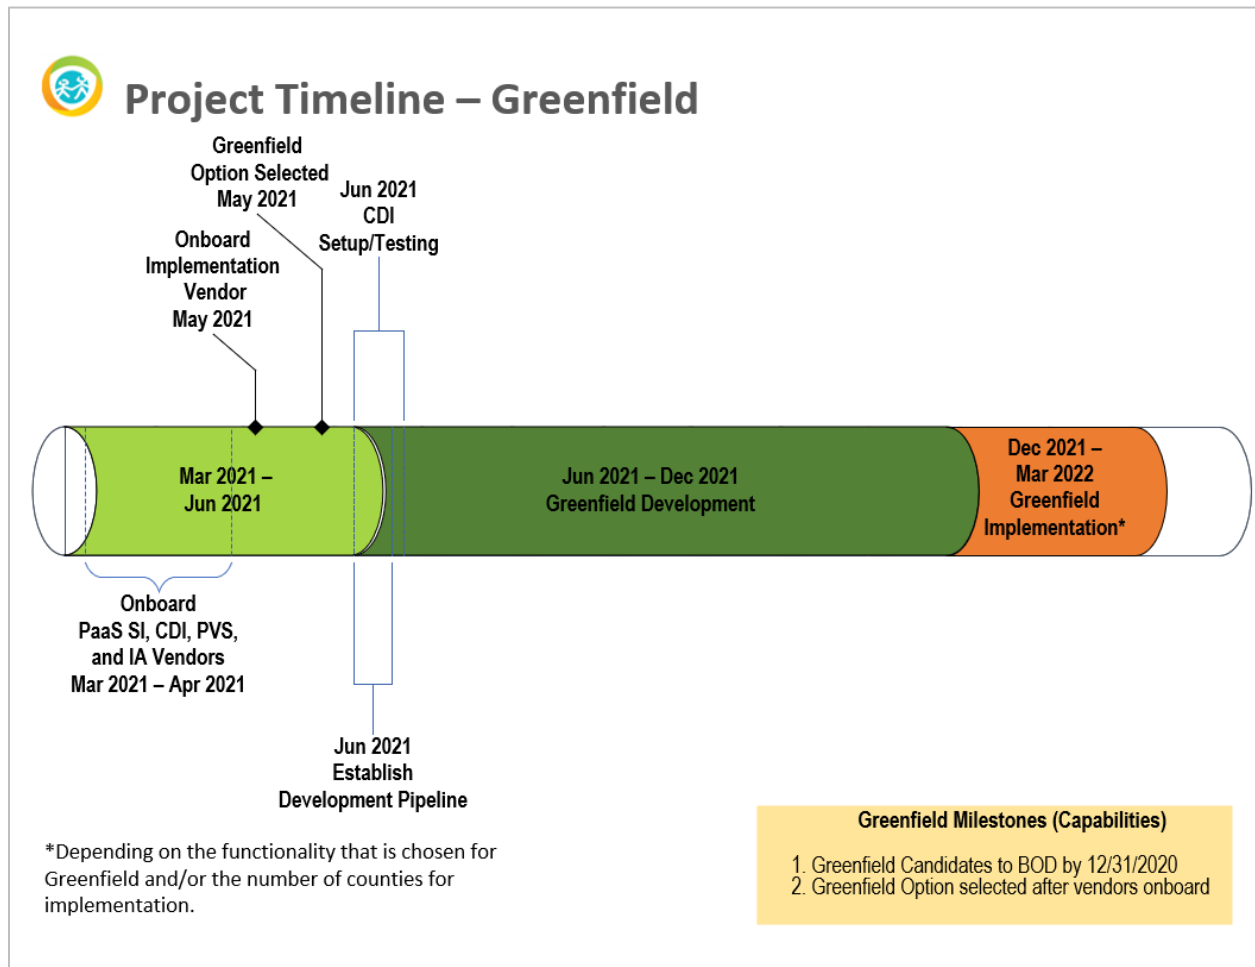 Project Timeline – Greenfield
Greenfield
Option Selected
May 2021
Jun 2021
CDI
Setup/Testing
Onboard
Implementation
Vendor
May 2021
Mar 2021 –
Jun 2021
Jun 2021 – Dec 2021
Greenfield Development
Dec 2021 –
Mar 2022
Greenfield
Implementation*
Onboard
PaaS SI, CDI, PVS,
and IA Vendors
Mar 2021 – Apr 2021
Jun 2021
Establish
Development Pipeline
*Depending on the functionality that is chosen for
Greenfield and/or the number of counties for
implementation.
Greenfield Milestones (Capabilities)
1. Greenfield Candidates to BOD by 12/31/2020
2. Greenfield Option selected after vendors onboard